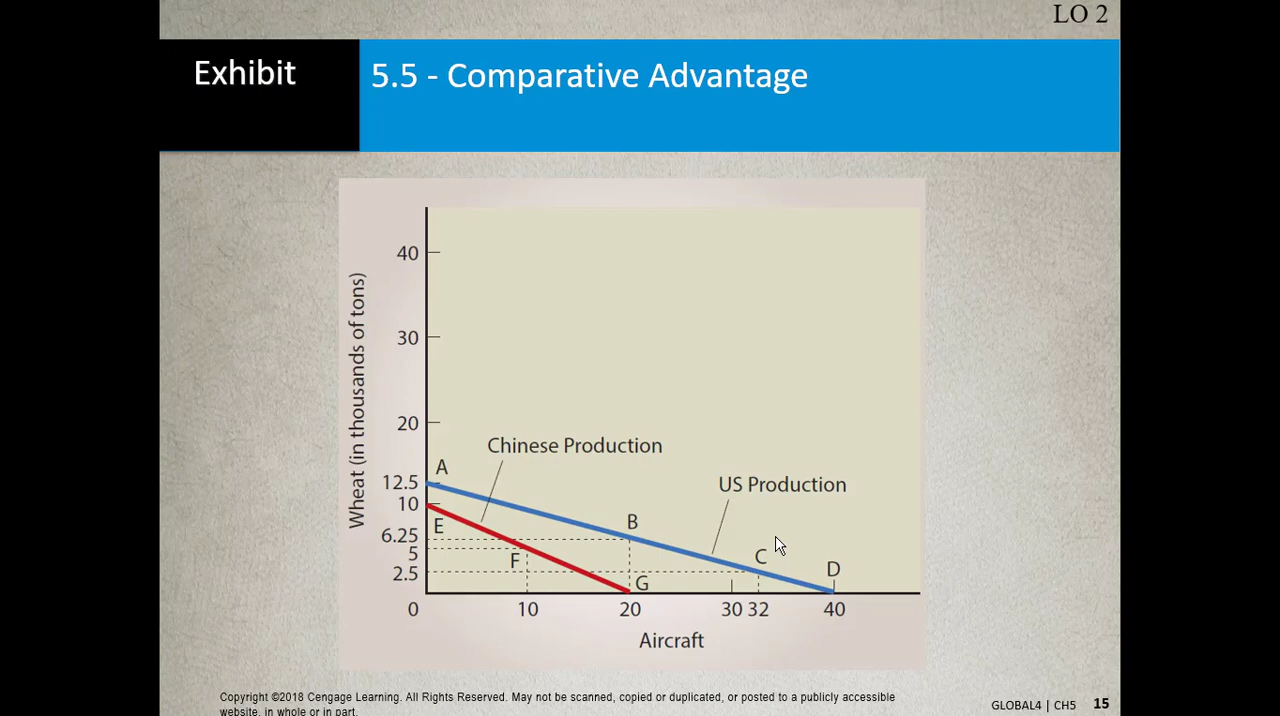 LO 2
Exhibit
5.5 - Comparative Advantage
Wheat (in thousands of tons)
40
30
20
12.5
10
6.25
5
2.5
0
A
Chinese Production
US Production
E
B
F
C
G
D
10
20
30 32
40
Aircraft
Copyright ©2018 Cengage Learning. All Rights Reserved. May not be scanned, copied or duplicated, or posted to a publicly accessible
website, in whole or in part.
GLOBAL4 | CH5 15